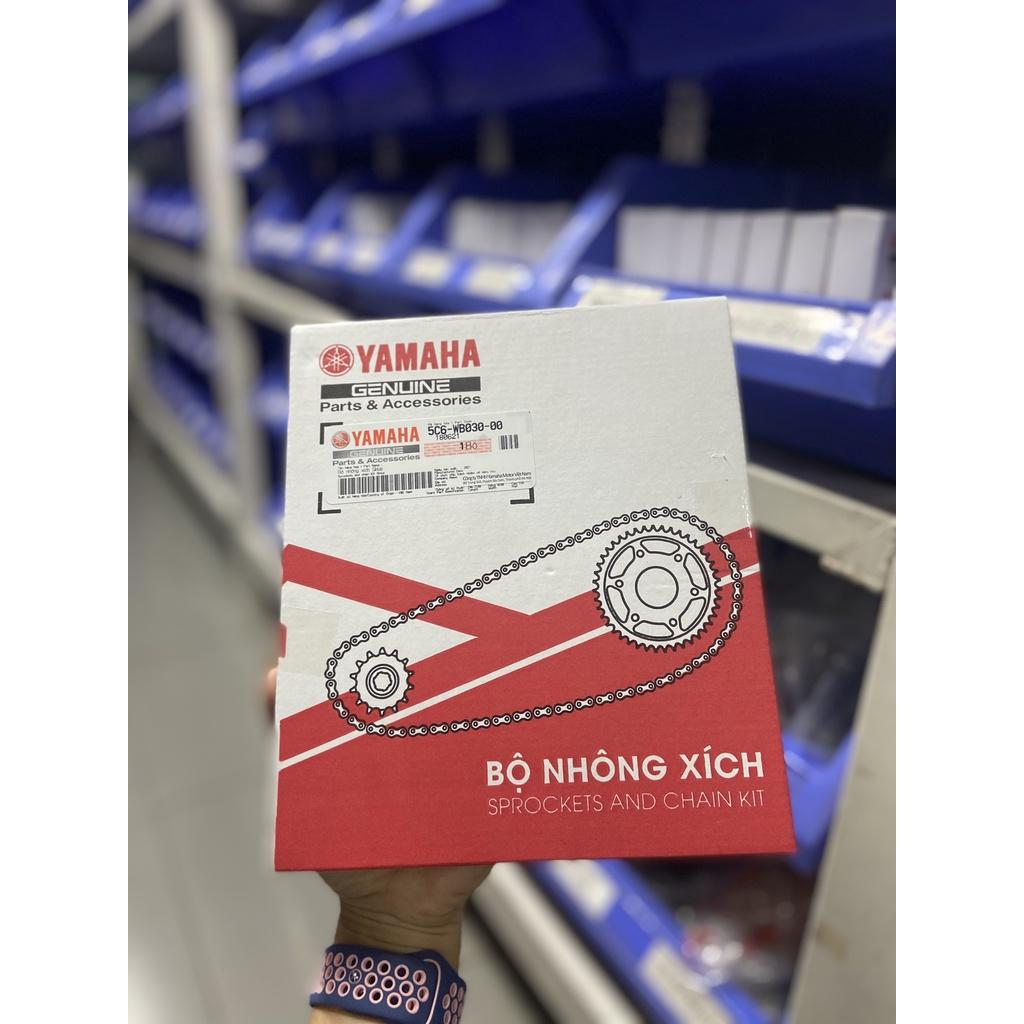 YAMAHA
GENUINE
Parts & Accessories
YAMAHA
GENUINE
Parts & Accessories
5C6-WB030-00
180621
1Bộ
BỘ NHÔNG XÍCH
SPROCKETS AND CHAIN KIT